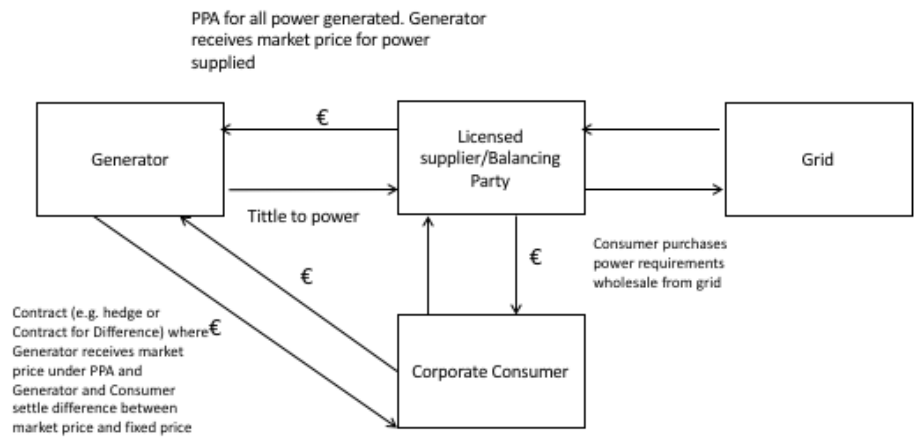 PPA for all power generated. Generator
receives market price for power
supplied
€
Generator
Licensed
supplier/Balancing
Party
Grid
Tittle to power
€
€
Consumer purchases
power requirements
wholesale from grid
Contract (e.g. hedge or
Contract for Difference) where
€
Generator receives market
price under PPA and
Generator and Consumer
settle difference between
market price and fixed price
Corporate Consumer